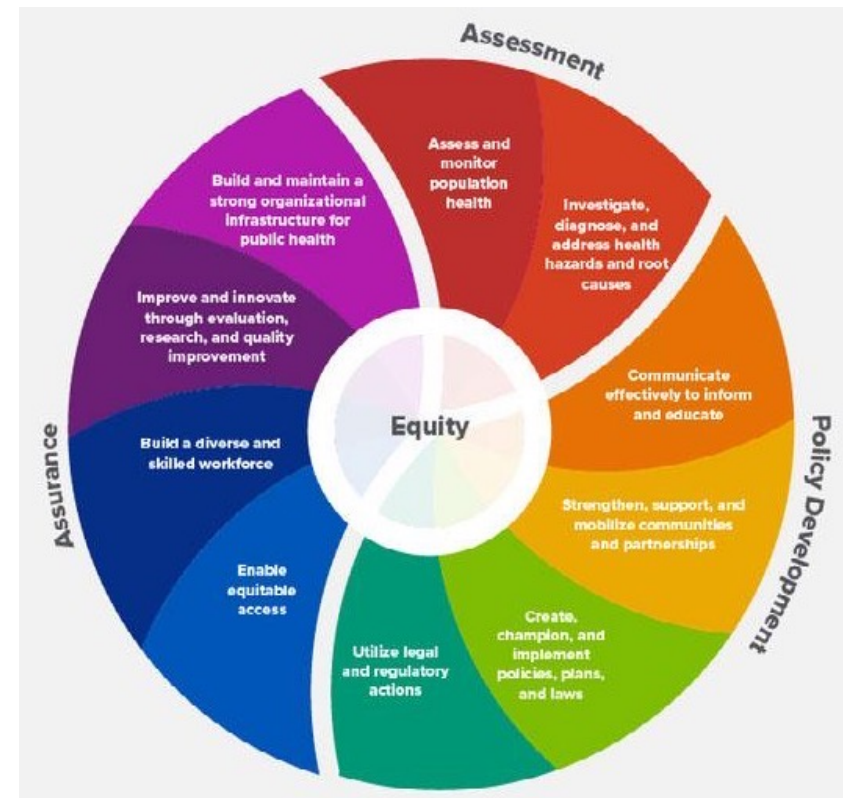 Assessment
Assess and
monitor
population
health
Investigate,
diagnose, and
address health
hazards and root
causes
Policy Development
Communicate
effectively to inform
and educate
Strengthen, support, and
mobilize communities
and partnerships
Create,
champion, and
implement
policies, plans,
and laws
Utilize legal
and regulatory
actions
Assurance
Enable
equitable
access
Build a diverse and
skilled workforce
Improve and innovate
through evaluation,
research, and quality
improvement
Build and maintain a
strong organizational
infrastructure for
public health
Equity